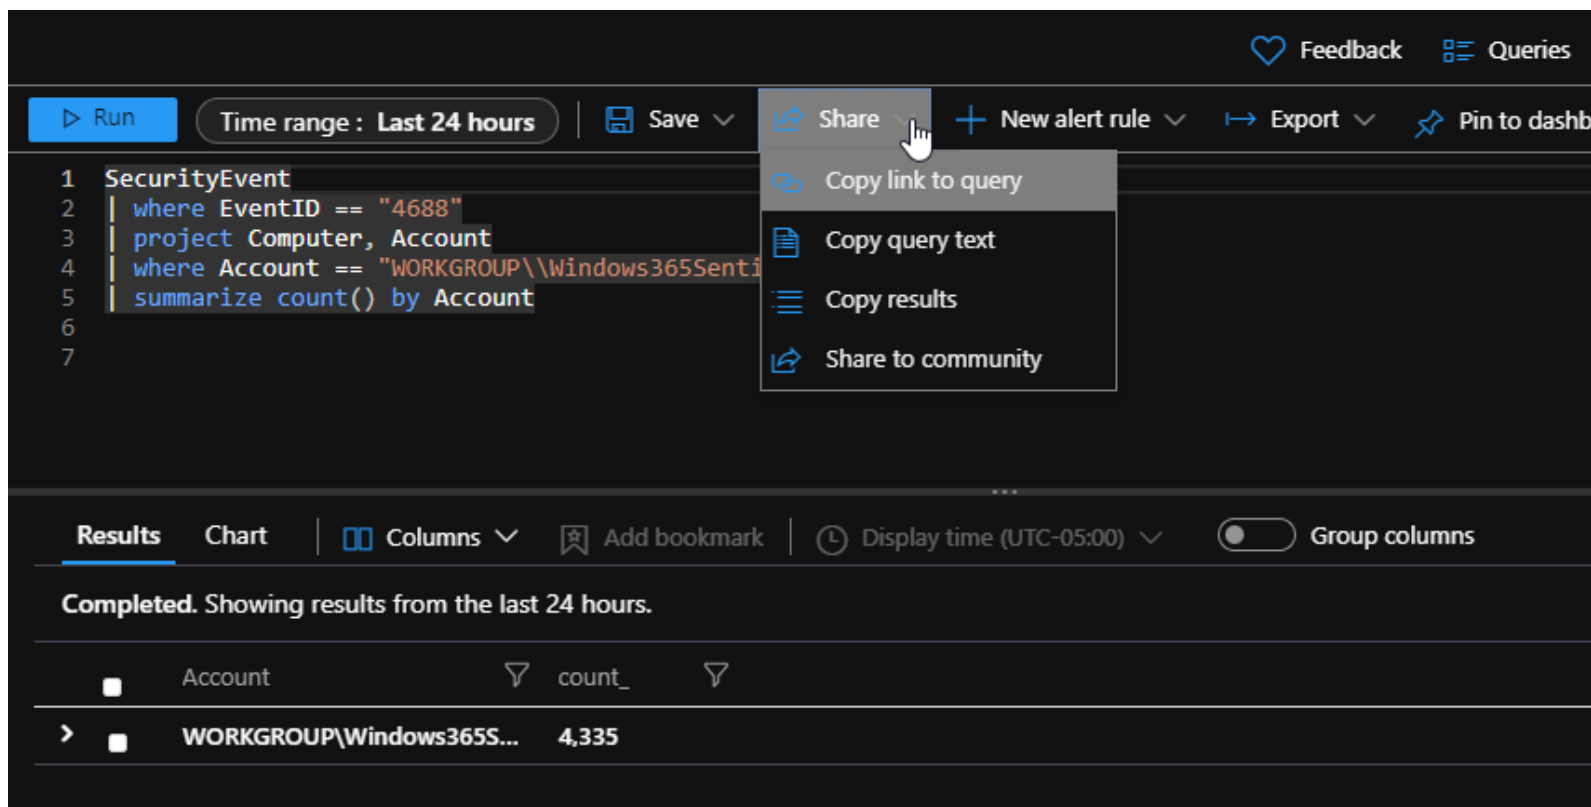 Feedback Queries
Run Time range : Last 24 hours Save Share New alert rule Export Pin to dashb
1 SecurityEvent
2 | where EventID == "4688"
3 | project Computer, Account
4 | where Account == "WORKGROUP\\Windows365Senti
5 | summarize count() by Account
6
7
Copy link to query
Copy query text
Copy results
Share to community
Results Chart Columns Add bookmark Display time (UTC-05:00) Group columns
Completed. Showing results from the last 24 hours.
Account count_
WORKGROUP\Windows365S... 4,335